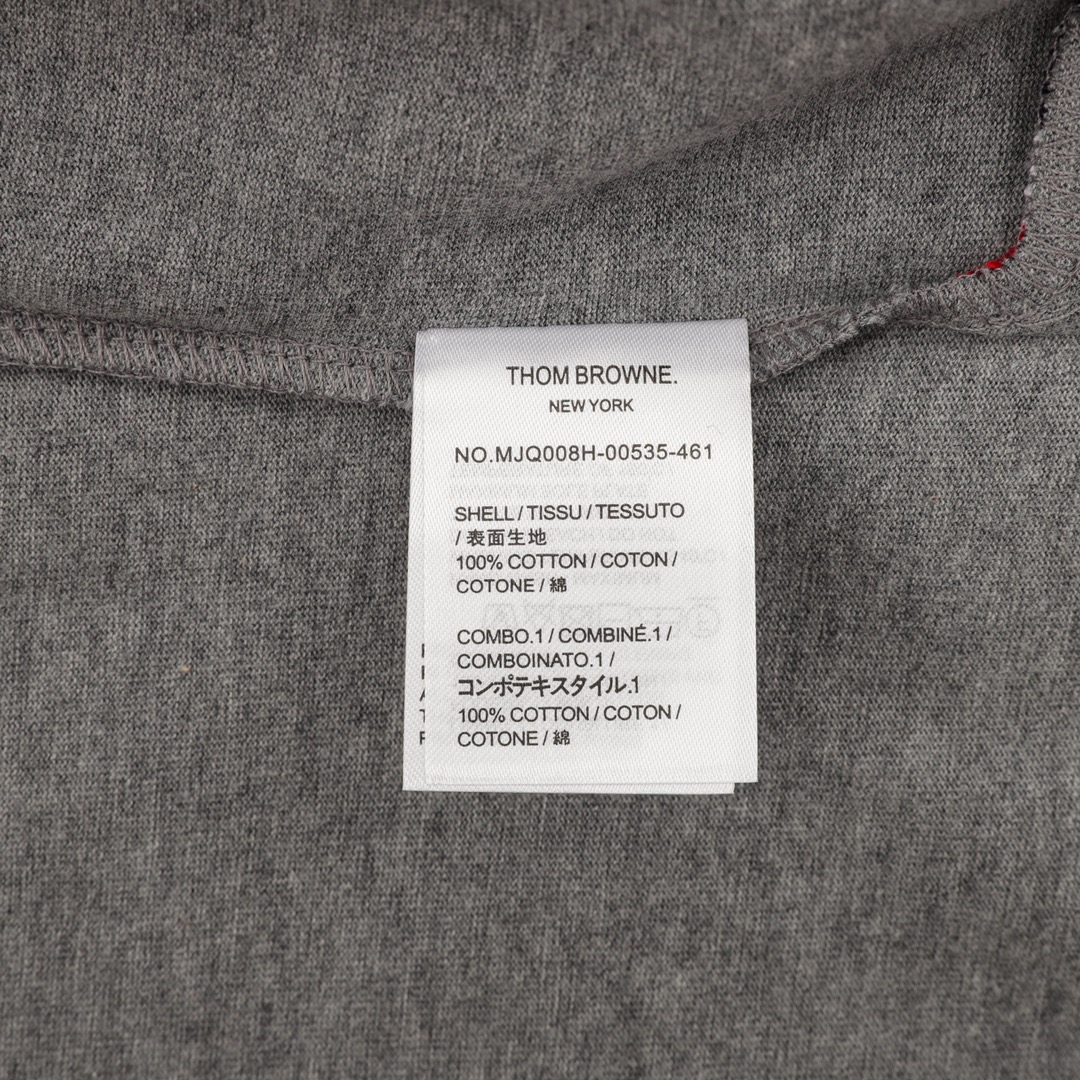 THOM BROWNE.
NEW YORK
NO.MJQ008H-00535-461
SHELL / TISSU / TESSUTO
/ 表面生地
100% COTTON / COTON /
COTONE / 綿
COMBO.1 / COMBINÉ.1 /
COMBOINATO.1 /
コンポテキスタイル.1
100% COTTON / COTON /
COTONE / 綿